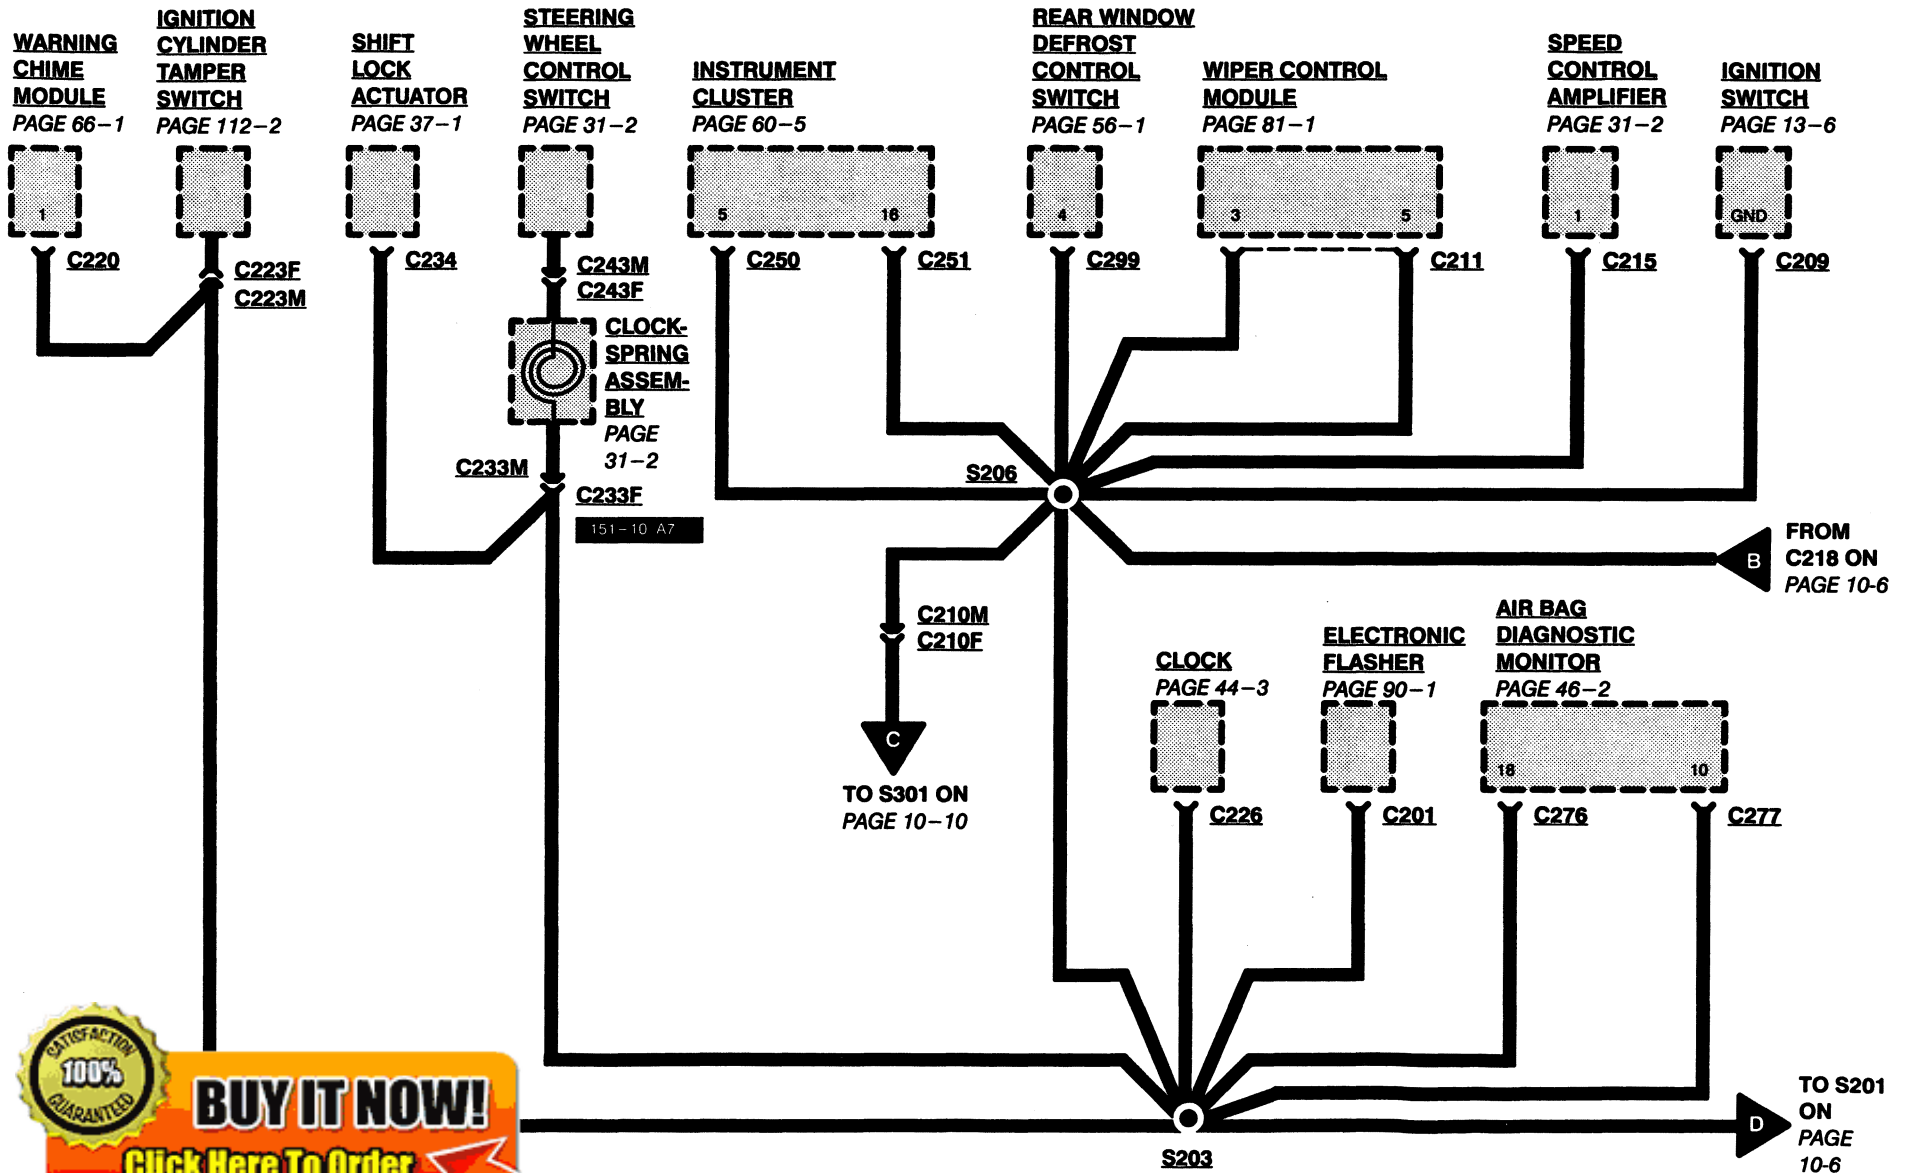 WARNING
CHIME
MODULE
PAGE 66-1
1
C220
IGNITION
CYLINDER
TAMPER
SWITCH
PAGE 112-2
C223F
C223M
SHIFT
LOCK
ACTUATOR
PAGE 37-1
C234
STEERING
WHEEL
CONTROL
SWITCH
PAGE 31-2
C243M
C243F
CLOCK-
SPRING
ASSEM-
BLY
PAGE
31-2
C233M
C233F
151-10 A7
INSTRUMENT
CLUSTER
PAGE 60-5
5
16
C250
C251
REAR WINDOW
DEFROST
CONTROL
SWITCH
PAGE 56-1
4
C299
WIPER CONTROL
MODULE
PAGE 81-1
3
5
C211
SPEED
CONTROL
AMPLIFIER
PAGE 31-2
1
C215
IGNITION
SWITCH
PAGE 13-6
GND
C209
S206
B
FROM
C218 ON
PAGE 10-6
C210M
C210F
C
TO S301 ON
PAGE 10-10
CLOCK
PAGE 44-3
C226
ELECTRONIC
FLASHER
PAGE 90-1
C201
AIR BAG
DIAGNOSTIC
MONITOR
PAGE 46-2
18
10
C276
C277
S203
D
TO S201
ON
PAGE
10-6
SATISFACTION
100%
GUARANTEED
BUY IT NOW!
Click Here To Order